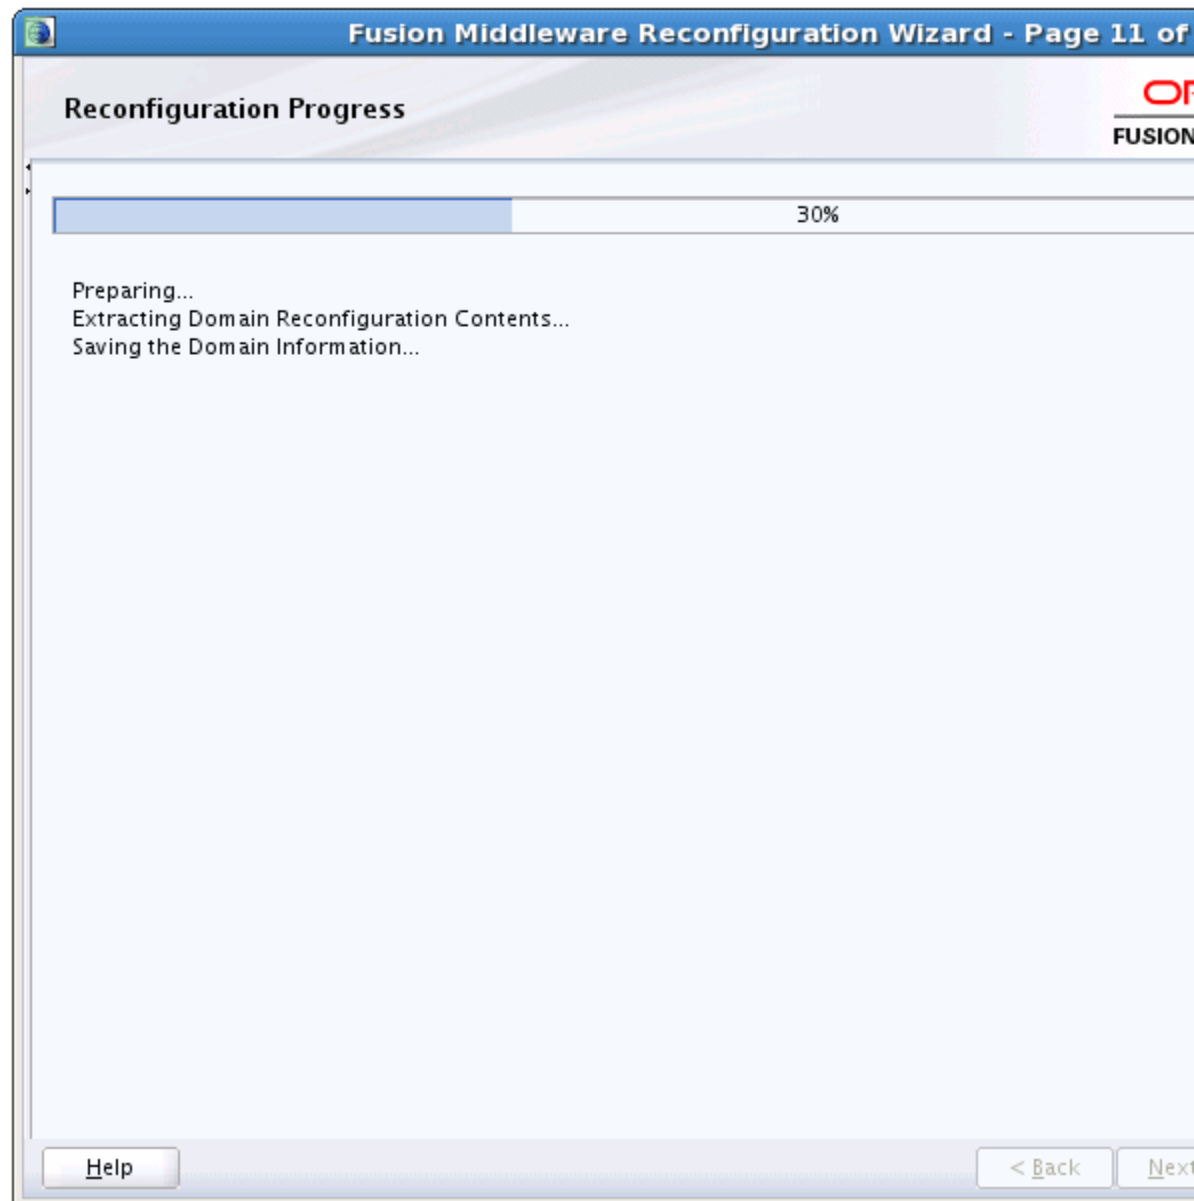 Fusion Middleware Reconfiguration Wizard - Page 11 of
Reconfiguration Progress
FUSION
30%
Preparing...
Extracting Domain Reconfiguration Contents...
Saving the Domain Information...
Help
< Back
Next